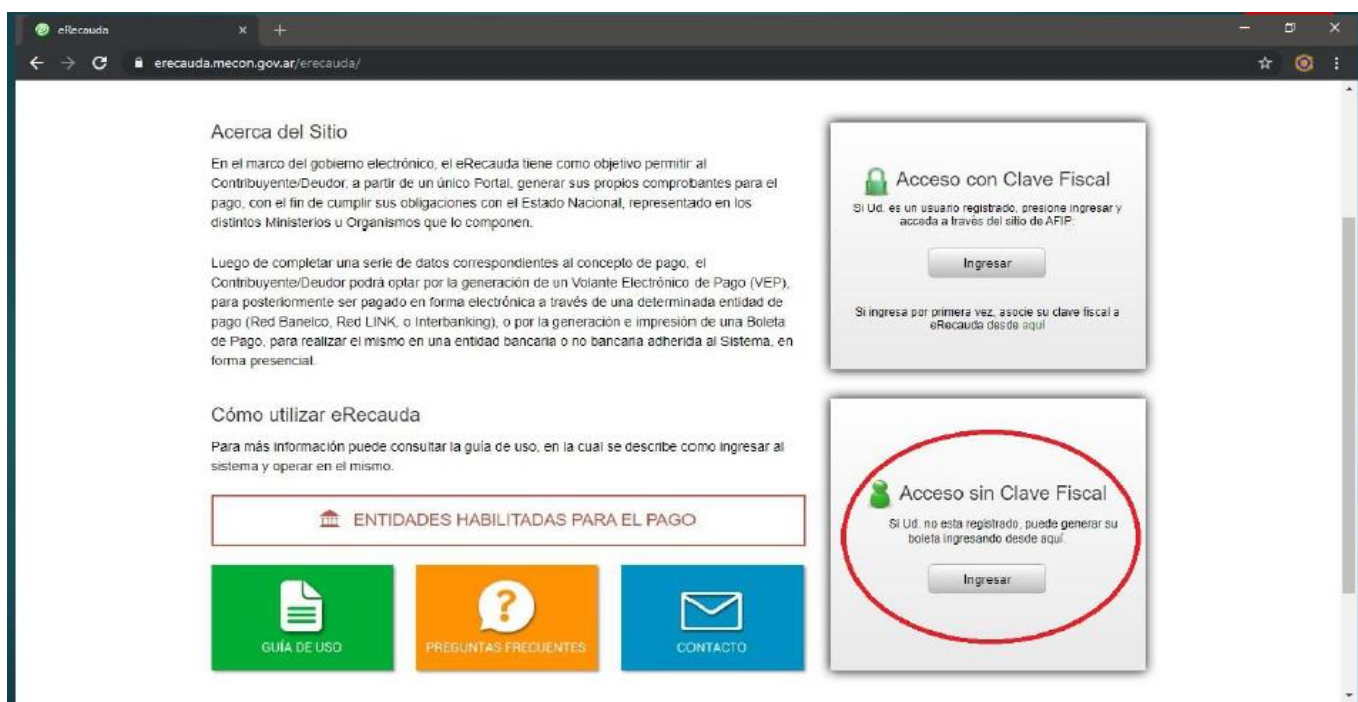 eRecauda
erecauda.mecon.gov.ar/erecauda/
Acerca del Sitio
En el marco del gobierno electrónico, el eRecauda tiene como objetivo permitir al
Contribuyente/Deudor, a partir de un único Portal, generar sus propios comprobantes para el
pago, con el fin de cumplir sus obligaciones con el Estado Nacional, representado en los
distintos Ministerios u Organismos que lo componen.
Luego de completar una serie de datos correspondientes al concepto de pago, el
Contribuyente/Deudor podrá optar por la generación de un Volante Electrónico de Pago (VEP),
para posteriormente ser pagado en forma electrónica a través de una determinada entidad de
pago (Red Banelco, Red LINK, o Interbanking), o por la generación e impresión de una Boleta
de Pago, para realizar el mismo en una entidad bancaria o no bancaria adherida al Sistema, en
forma presencial.
Cómo utilizar eRecauda
Para más información puede consultar la guía de uso, en la cual se describe como ingresar al
sistema y operar en el mismo.
ENTIDADES HABILITADAS PARA EL PAGO
GUÍA DE USO
PREGUNTAS FRECUENTES
CONTACTO
Acceso con Clave Fiscal
Si Ud. es un usuario registrado, presione ingresar y
acceda a través del sitio de AFIP.
Ingresar
Si ingresa por primera vez, asocie su clave fiscal a
eRecauda desde aquí
Acceso sin Clave Fiscal
Si Ud. no esta registrado, puede generar su
boleta ingresando desde aquí.
Ingresar